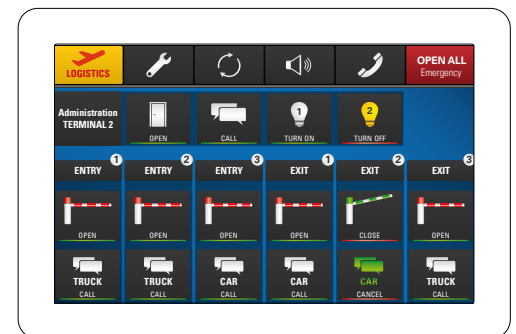 LOGISTICS
OPEN ALL
Emergency
Administration
TERMINAL 2
OPEN
CALL
1
TURN ON
2
TURN OFF
ENTRY 1
ENTRY 2
ENTRY 3
EXIT 1
EXIT 2
EXIT 3
OPEN
OPEN
OPEN
OPEN
CLOSE
OPEN
TRUCK
CALL
TRUCK
CALL
CAR
CALL
CAR
CALL
CAR
CANCEL
TRUCK
CALL